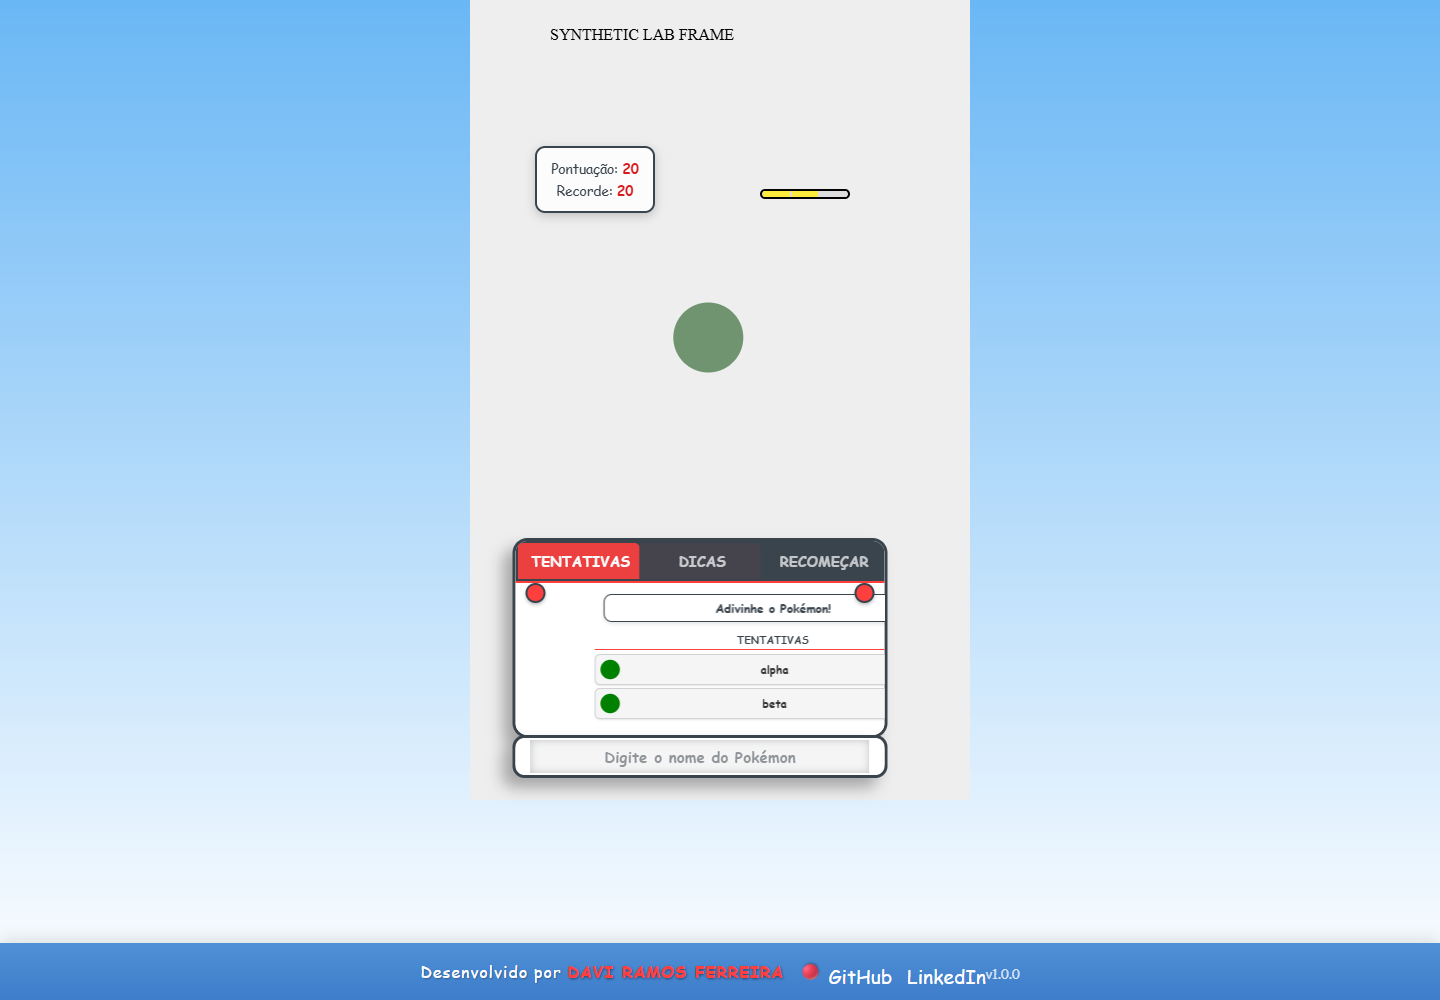 SYNTHETIC LAB FRAME
Pontuação: 20
Recorde: 20
TENTATIVAS DICAS RECOMEÇAR
Adivinhe o Pokémon!
TENTATIVAS
alpha
beta
Digite o nome do Pokémon
Desenvolvido por DAVI RAMOS FERREIRA GitHub LinkedIn v1.0.0